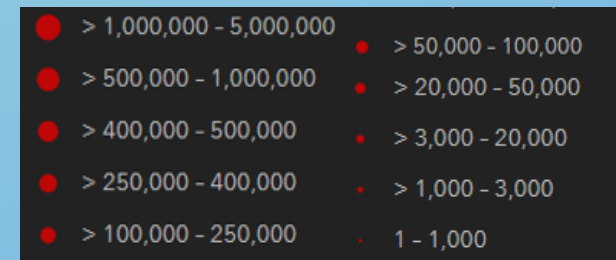 > 1,000,000 – 5,000,000
> 500,000 – 1,000,000
> 400,000 – 500,000
> 250,000 – 400,000
> 100,000 – 250,000
> 50,000 – 100,000
> 20,000 – 50,000
> 3,000 – 20,000
> 1,000 – 3,000
1 – 1,000